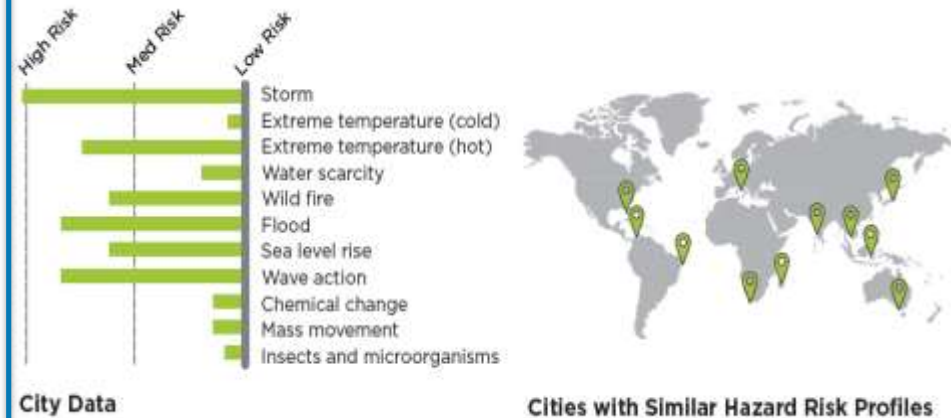 High Risk
Med Risk
Low Risk
Storm
Extreme temperature (cold)
Extreme temperature (hot)
Water scarcity
Wild fire
Flood
Sea level rise
Wave action
Chemical change
Mass movement
Insects and microorganisms
City Data
Cities with Similar Hazard Risk Profiles